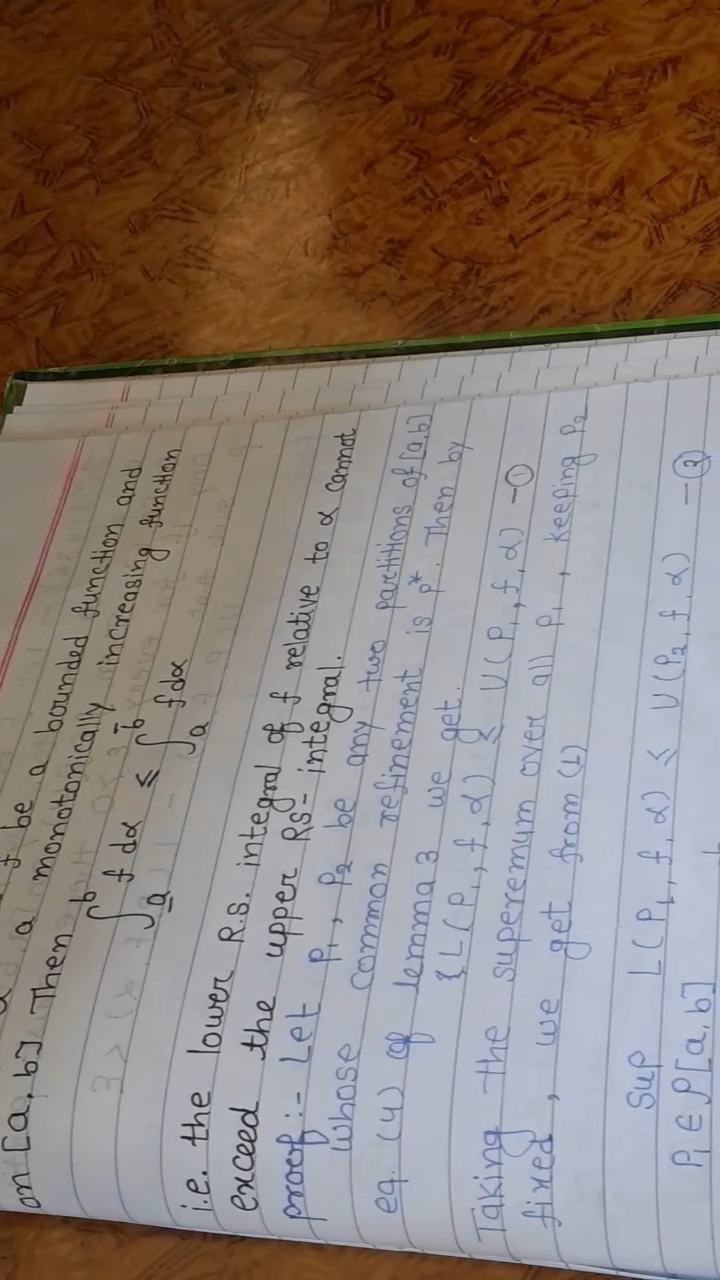 f be a bounded function and
on [a, b]. Then a monotonically increasing function
∫_a^b f dα ≤ ∫_a^b f dα
i.e. the lower R.S. integral of f relative to α cannot
exceed the upper RS- integral.
proof :- Let P₁, P₂ be any two partitions of [a,b]
whose common refinement is P*. Then by
eq. (4) of lemma 3 we get.
{L(P₁, f, α) ≤ U(P₁, f, α) -①
Taking the superemum over all P₁, keeping P₂
fixed, we get from (1)
Sup L(P₁, f, α) ≤ U(P₂, f, α) -②
P₁ ∈ P[a,b]